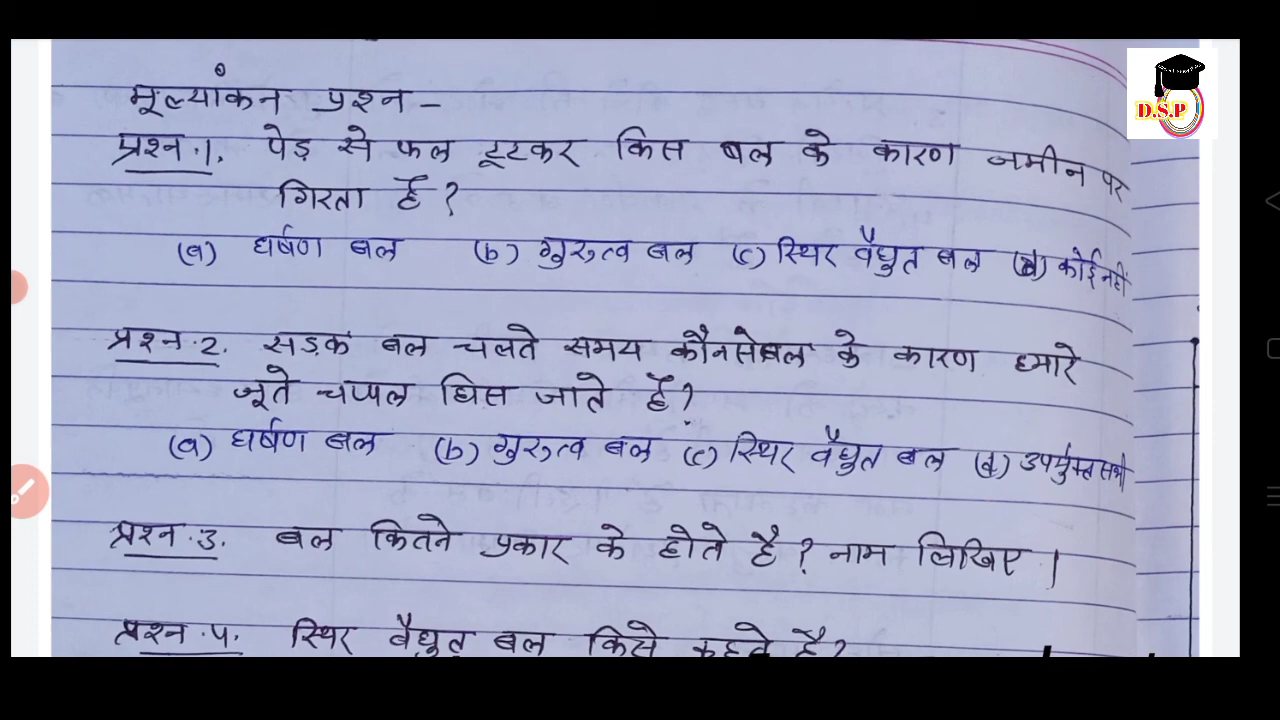 D.S.P
मूल्यांकन प्रश्न –
प्रश्न.1. पेड़ से फल टूटकर किस बल के कारण जमीन पर
गिरता है ?
(a) घर्षण बल (b) गुरुत्व बल (c) स्थिर वैधुत बल (d) कोई नहीं
प्रश्न.2. सड़क बल चलते समय कौनसे बल के कारण हमारे
जूते चप्पल घिस जाते हैं ?
(a) घर्षण बल (b) गुरुत्व बल (c) स्थिर वैधुत बल (d) उपर्युक्त सभी
प्रश्न.3. बल कितने प्रकार के होते है ? नाम लिखिए |
प्रश्न.4. स्थिर वैधुत बल किसे कहते है ?